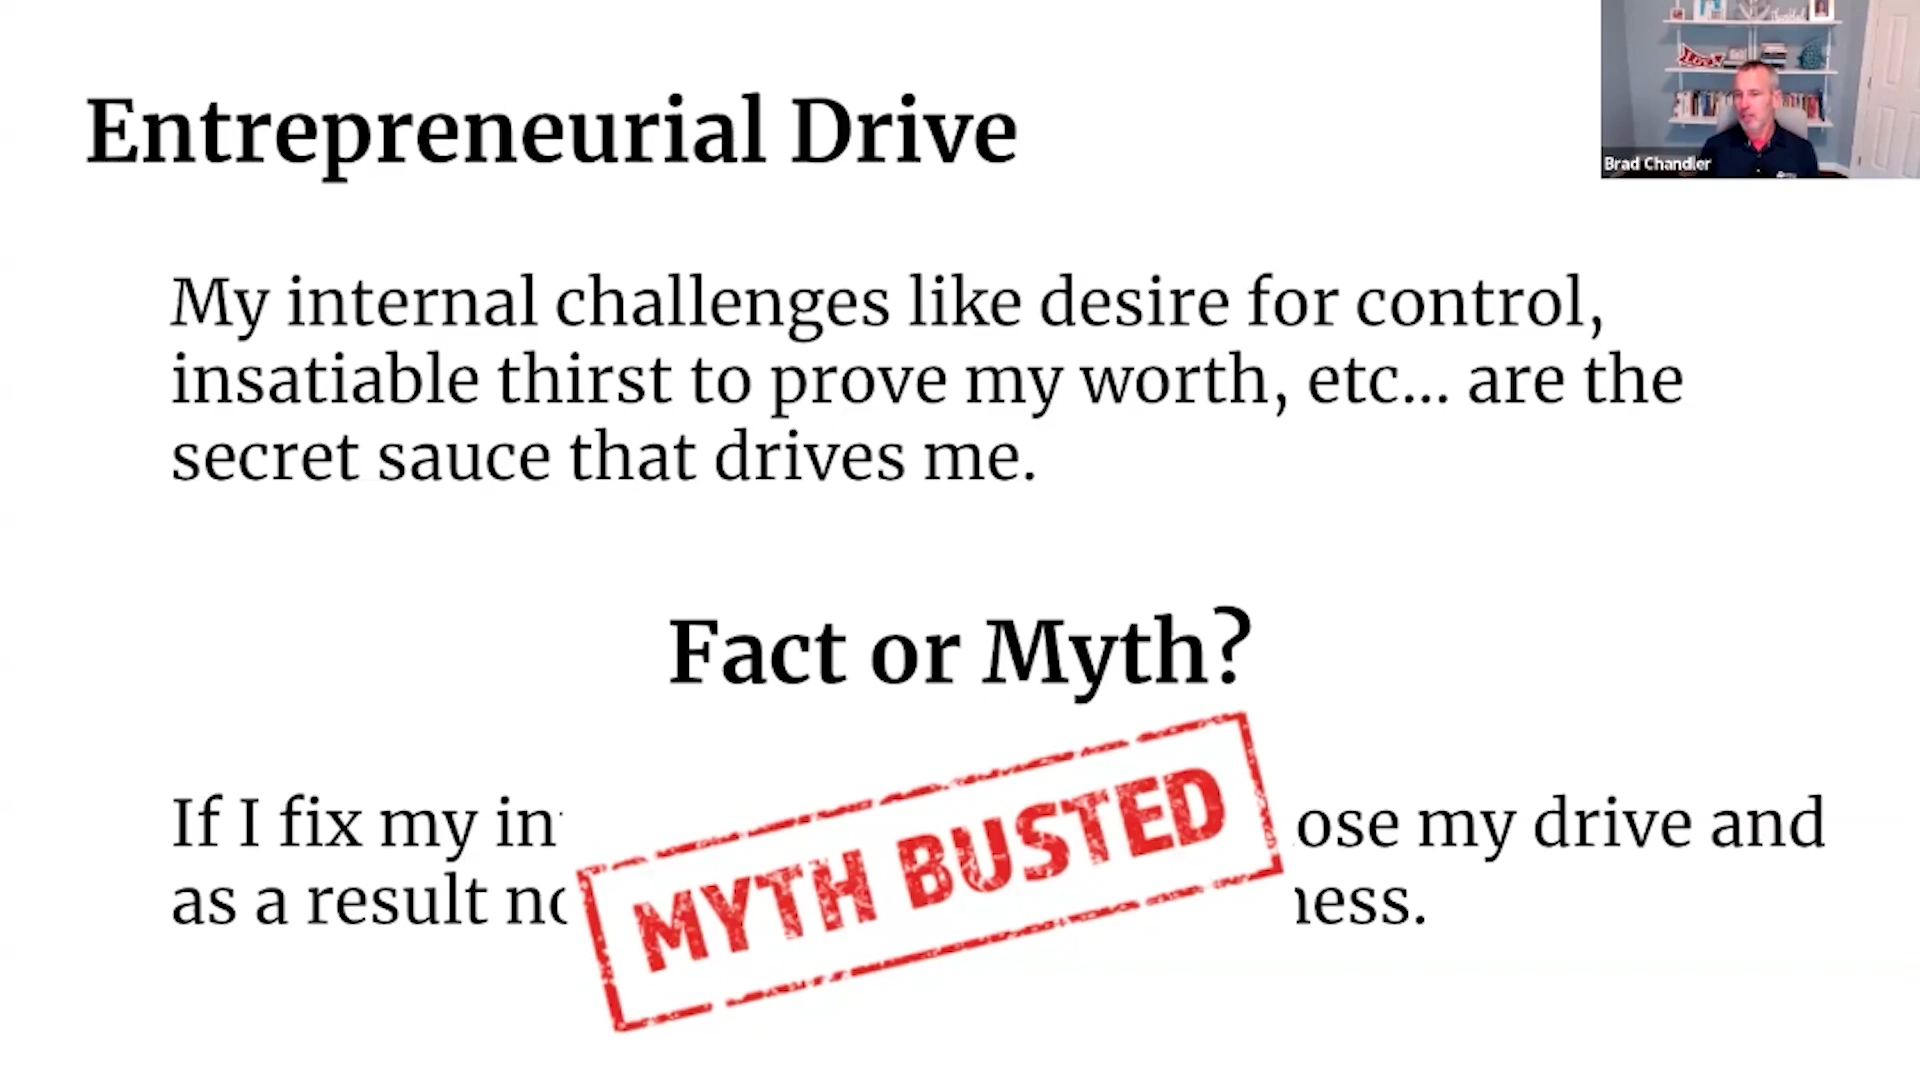 Entrepreneurial Drive
Brad Chandler
My internal challenges like desire for control,
insatiable thirst to prove my worth, etc... are the
secret sauce that drives me.
Fact or Myth?
MYTH BUSTED
If I fix my in ose my drive and
as a result no ness.